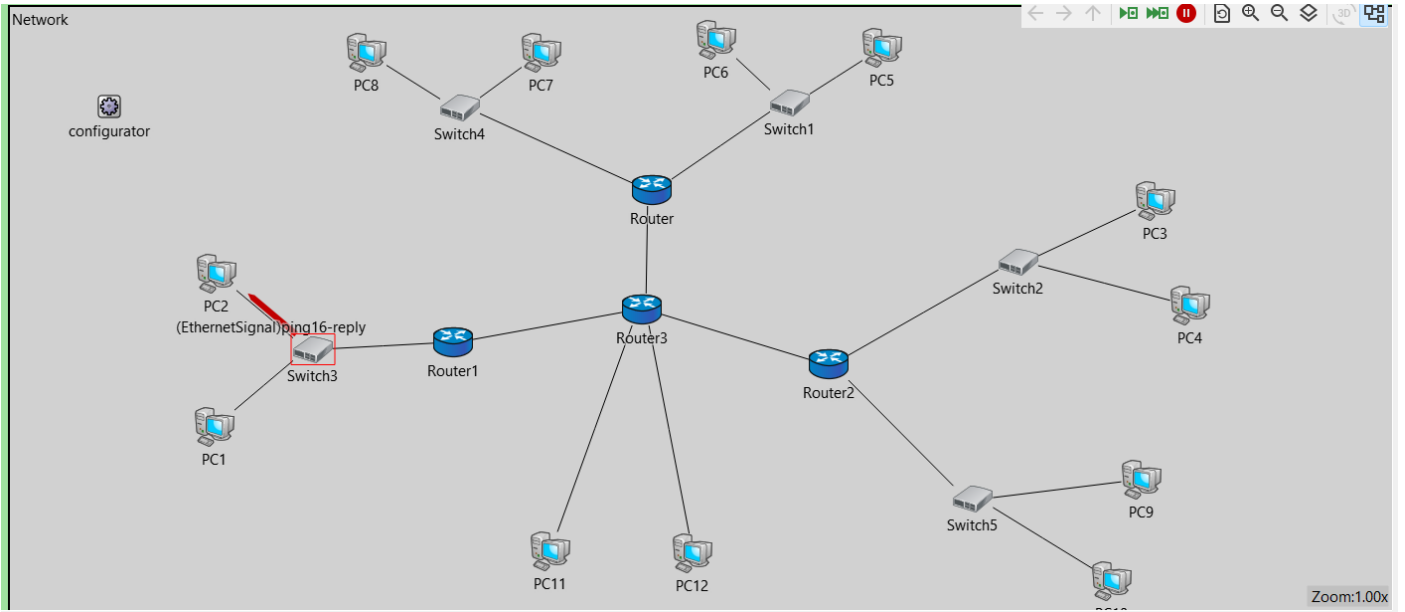 Network
3D
PC8
PC7
PC6
PC5
configurator
Switch4
Switch1
Router
PC3
PC2
Switch2
(EthernetSignal)ping16-reply
Router3
PC4
Switch3
Router1
Router2
PC1
PC9
Switch5
PC11
PC12
Zoom:1.00x